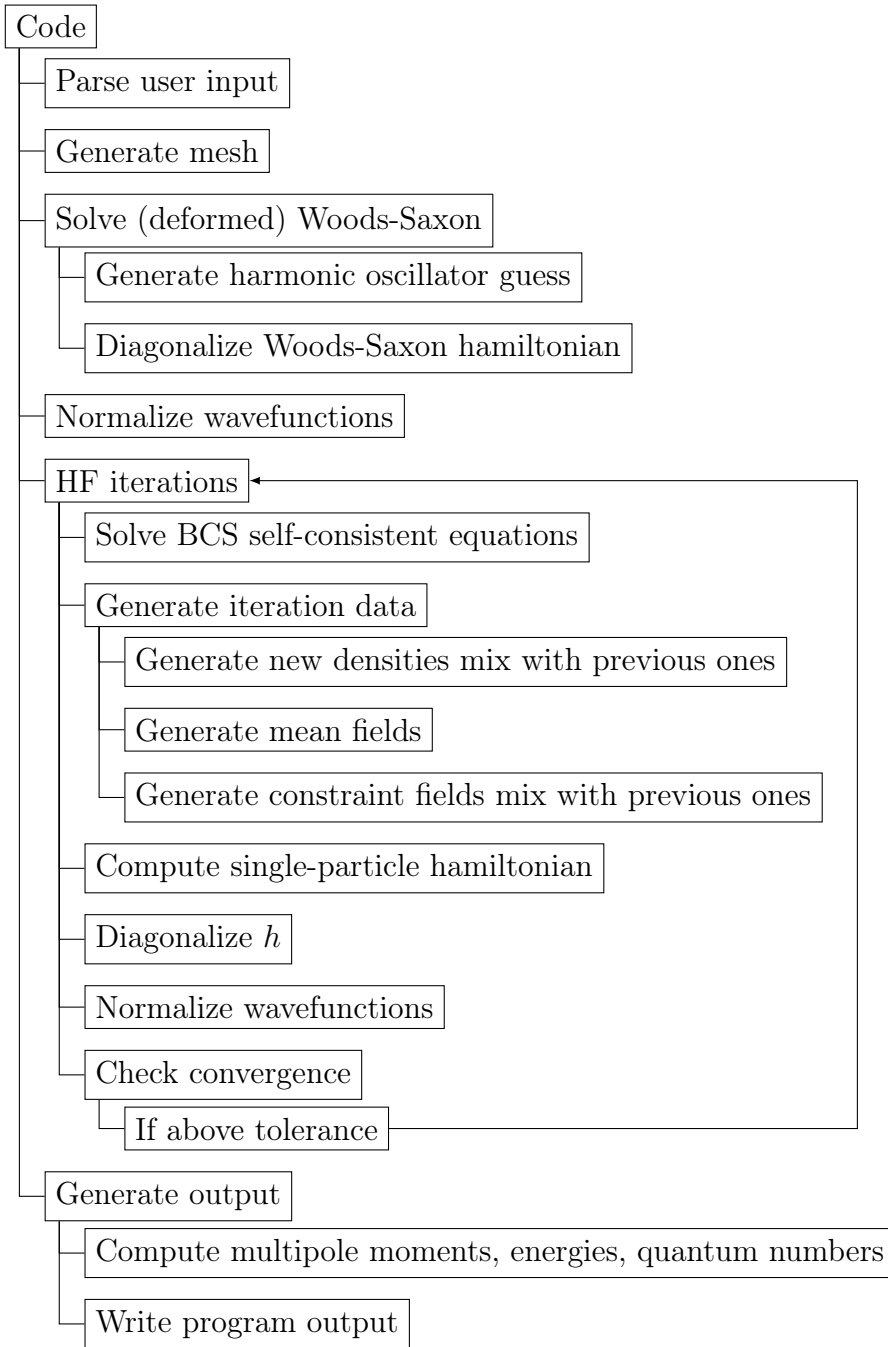 Code
Parse user input
Generate mesh
Solve (deformed) Woods-Saxon
Generate harmonic oscillator guess
Diagonalize Woods-Saxon hamiltonian
Normalize wavefunctions
HF iterations
Solve BCS self-consistent equations
Generate iteration data
Generate new densities mix with previous ones
Generate mean fields
Generate constraint fields mix with previous ones
Compute single-particle hamiltonian
Diagonalize h
Normalize wavefunctions
Check convergence
If above tolerance
Generate output
Compute multipole moments, energies, quantum numbers
Write program output